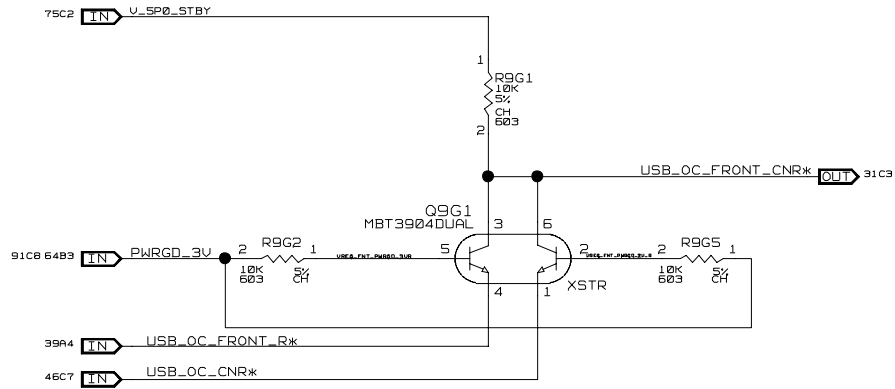 75C2 IN V_5P0_STBY
1
R9G1
10K
5%
CH
603
2
USB_OC_FRONT_CNR* OUT 31C3
Q9G1
MBT3904DUAL
3 6
91C8 64B3 IN PWRGD_3V
2 R9G2 1
10K 5%
603 CH
VREG_FNT_PWRGD_3VR
5 2
2 R9G5 1
10K 5%
603 CH
4 1
XSTR
39A4 IN USB_OC_FRONT_R*
46C7 IN USB_OC_CNR*